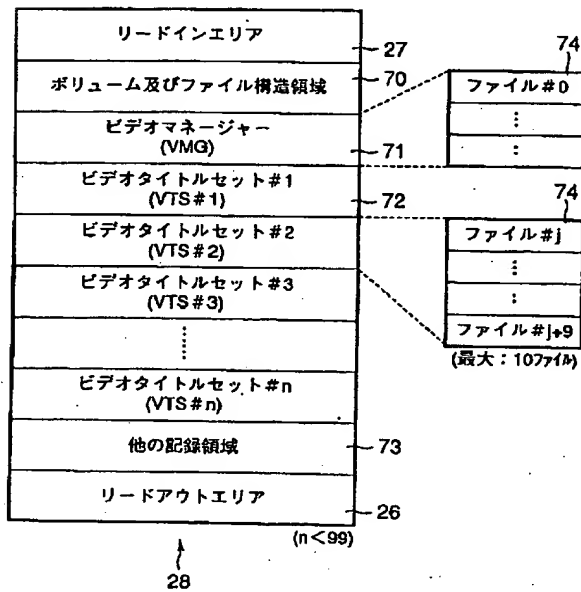 リードインエリア
27
ボリューム及びファイル構造領域
70
ビデオマネージャー
(VMG)
71
ビデオタイトルセット#1
(VTS#1)
72
ビデオタイトルセット#2
(VTS#2)
ビデオタイトルセット#3
(VTS#3)
ビデオタイトルセット#n
(VTS#n)
他の記録領域
73
リードアウトエリア
26
(n<99)
28
74
ファイル#0
74
ファイル#j
ファイル#j+9
(最大：10ファイル)